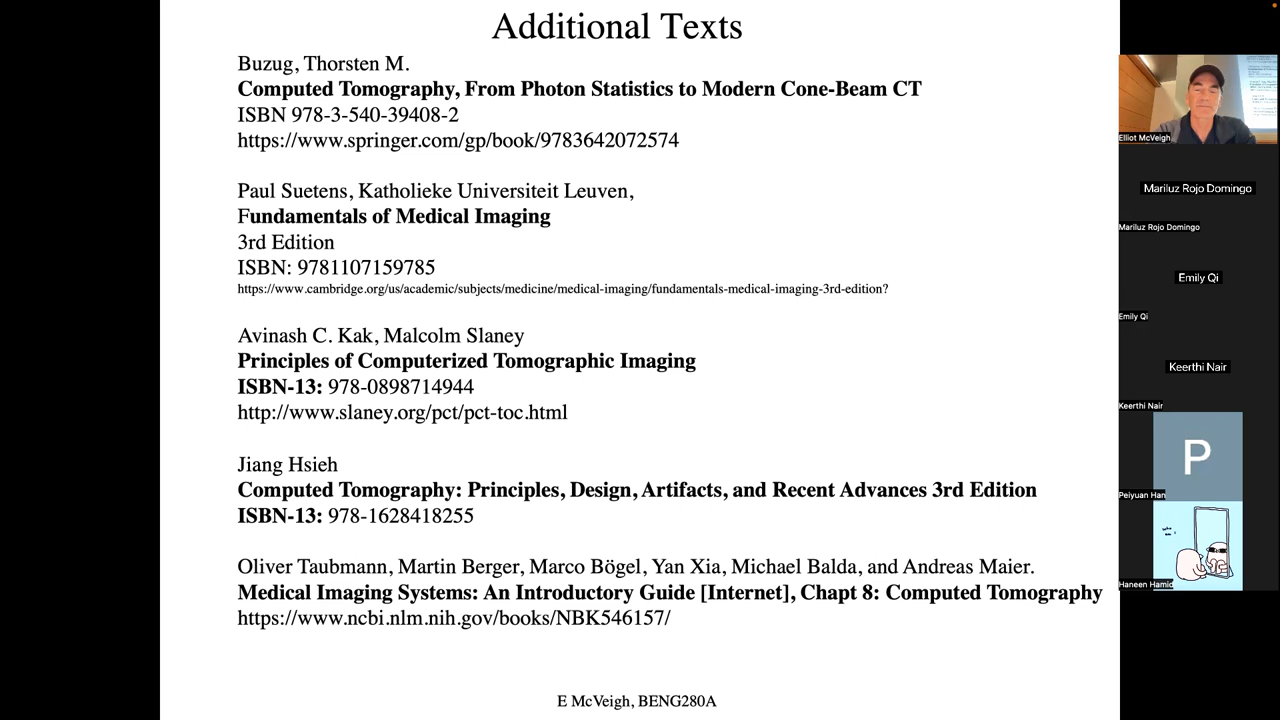 Additional Texts
Buzug, Thorsten M.
Computed Tomography, From Photon Statistics to Modern Cone-Beam CT
ISBN 978-3-540-39408-2
https://www.springer.com/gp/book/9783642072574
Paul Suetens, Katholieke Universiteit Leuven,
Fundamentals of Medical Imaging
3rd Edition
ISBN: 9781107159785
https://www.cambridge.org/us/academic/subjects/medicine/medical-imaging/fundamentals-medical-imaging-3rd-edition?
Avinash C. Kak, Malcolm Slaney
Principles of Computerized Tomographic Imaging
ISBN-13: 978-0898714944
http://www.slaney.org/pct/pct-toc.html
Jiang Hsieh
Computed Tomography: Principles, Design, Artifacts, and Recent Advances 3rd Edition
ISBN-13: 978-1628418255
Oliver Taubmann, Martin Berger, Marco Bögel, Yan Xia, Michael Balda, and Andreas Maier.
Medical Imaging Systems: An Introductory Guide [Internet], Chapt 8: Computed Tomography
https://www.ncbi.nlm.nih.gov/books/NBK546157/
E McVeigh, BENG280A
Elliot McVeigh
Mariluz Rojo Domingo
Mariluz Rojo Domingo
Emily Qi
Emily Qi
Keerthi Nair
Keerthi Nair
P
Peiyuan Han
Haneen Hamid